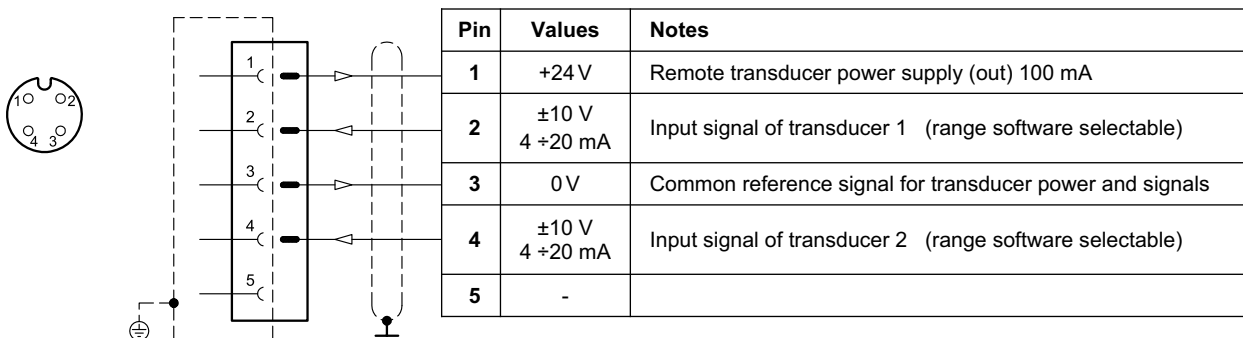 1 2
4 3
1
2
3
4
5
Pin Values Notes
1 +24 V Remote transducer power supply (out) 100 mA
2 ±10 V 4 ÷20 mA Input signal of transducer 1 (range software selectable)
3 0 V Common reference signal for transducer power and signals
4 ±10 V 4 ÷20 mA Input signal of transducer 2 (range software selectable)
5 -